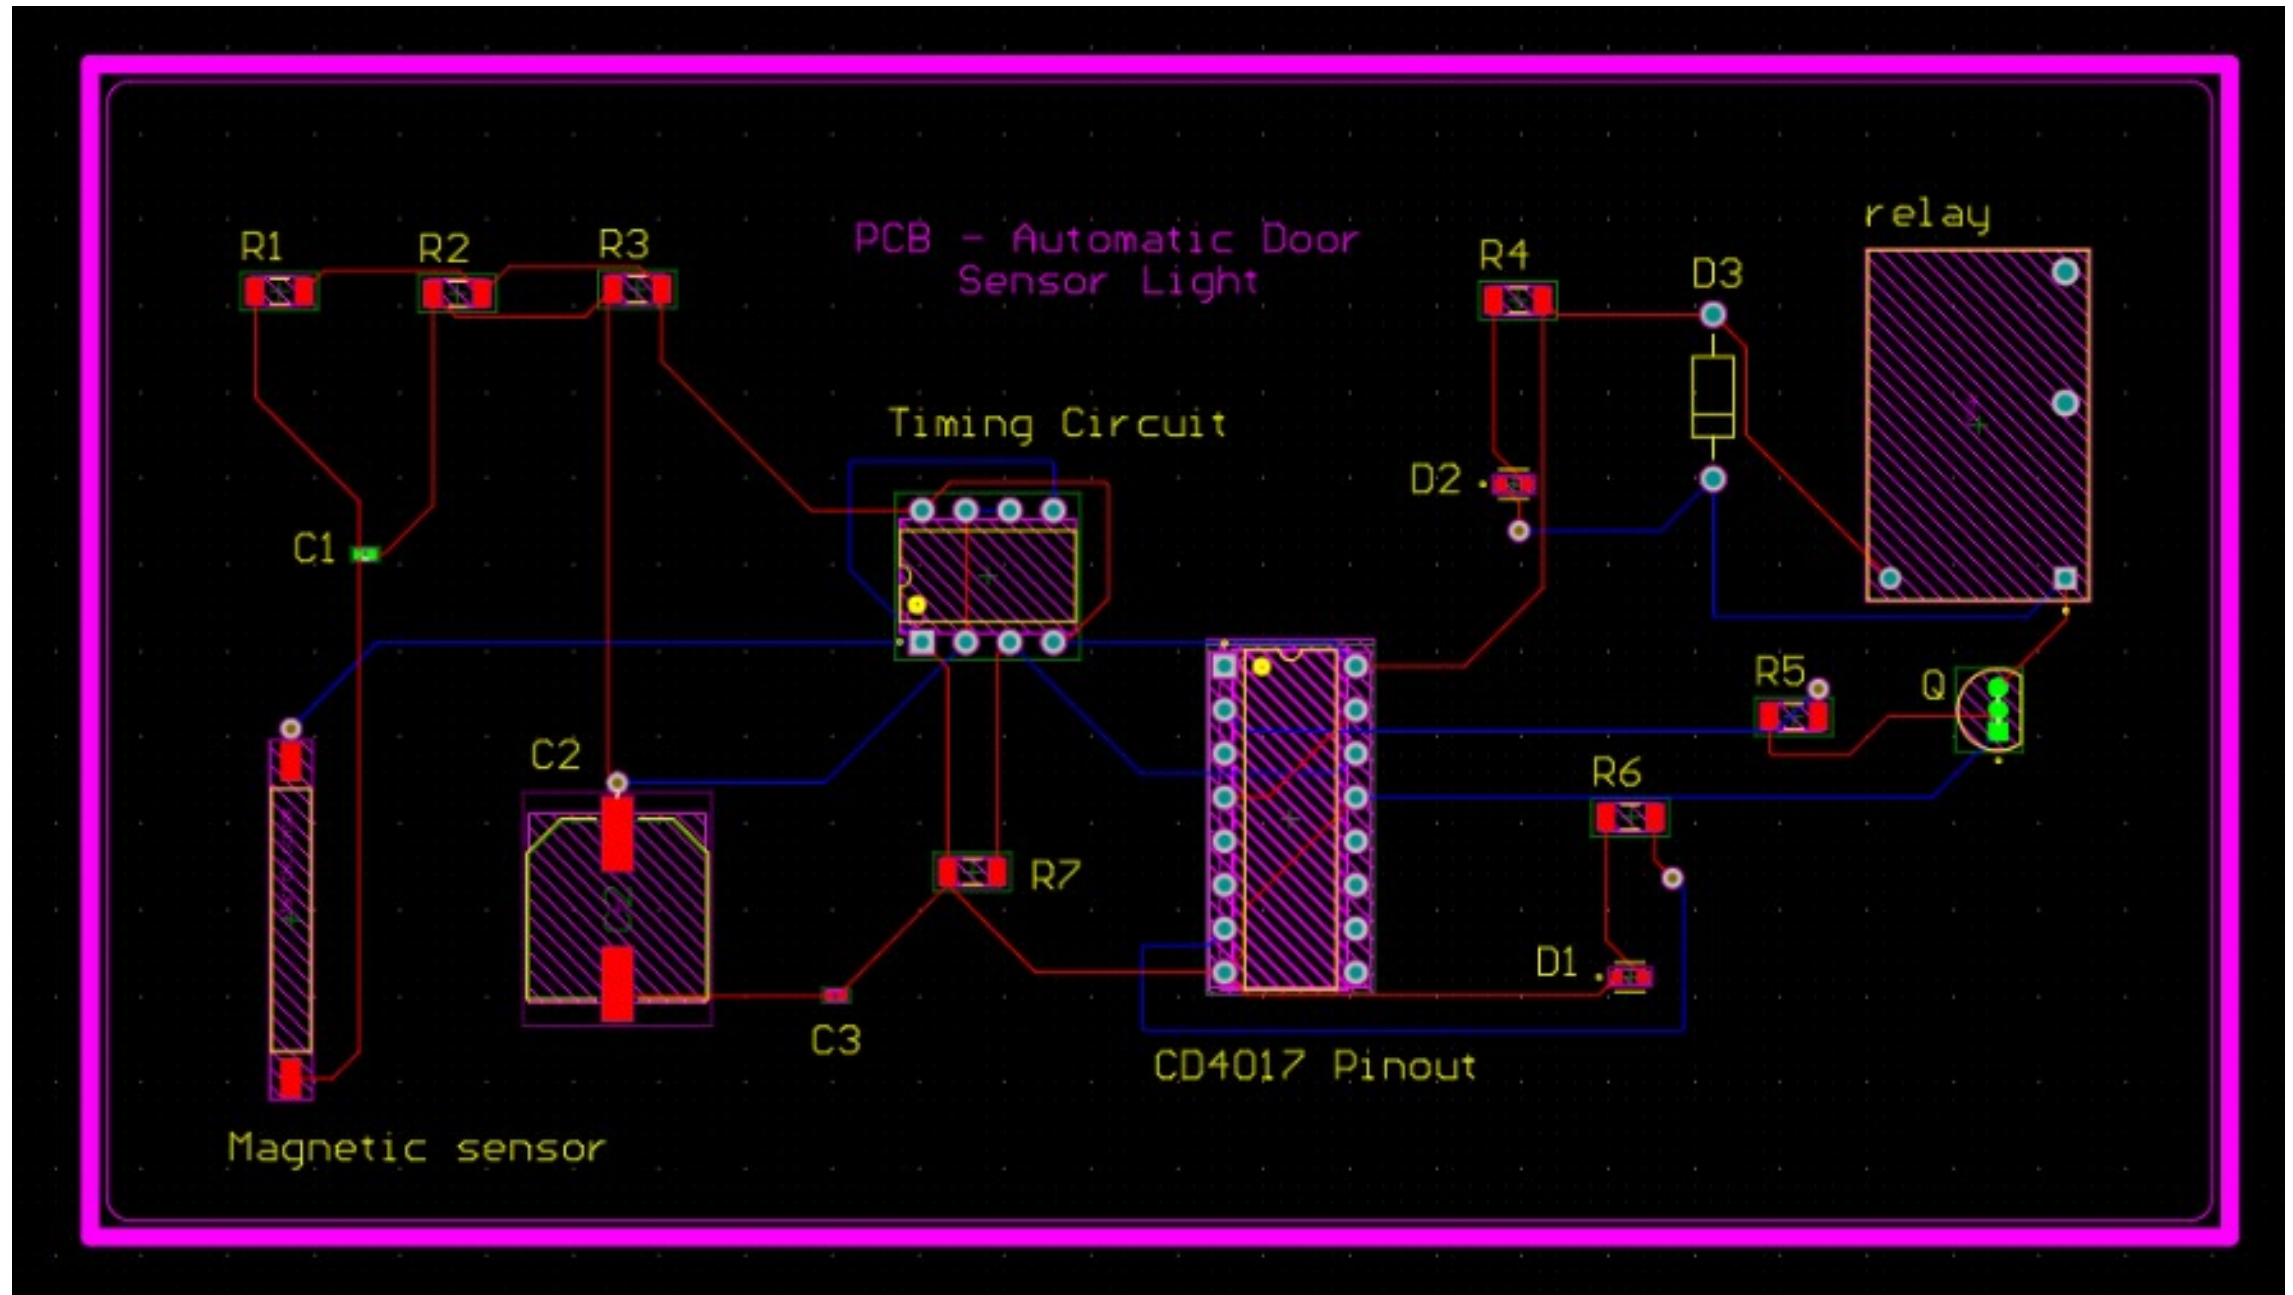 relay
R1
R2
R3
PCB - Automatic Door
Sensor Light
R4
D3
Timing Circuit
D2
C1
R5
Q
C2
R6
R7
D1
C3
CD4017 Pinout
Magnetic sensor
C2